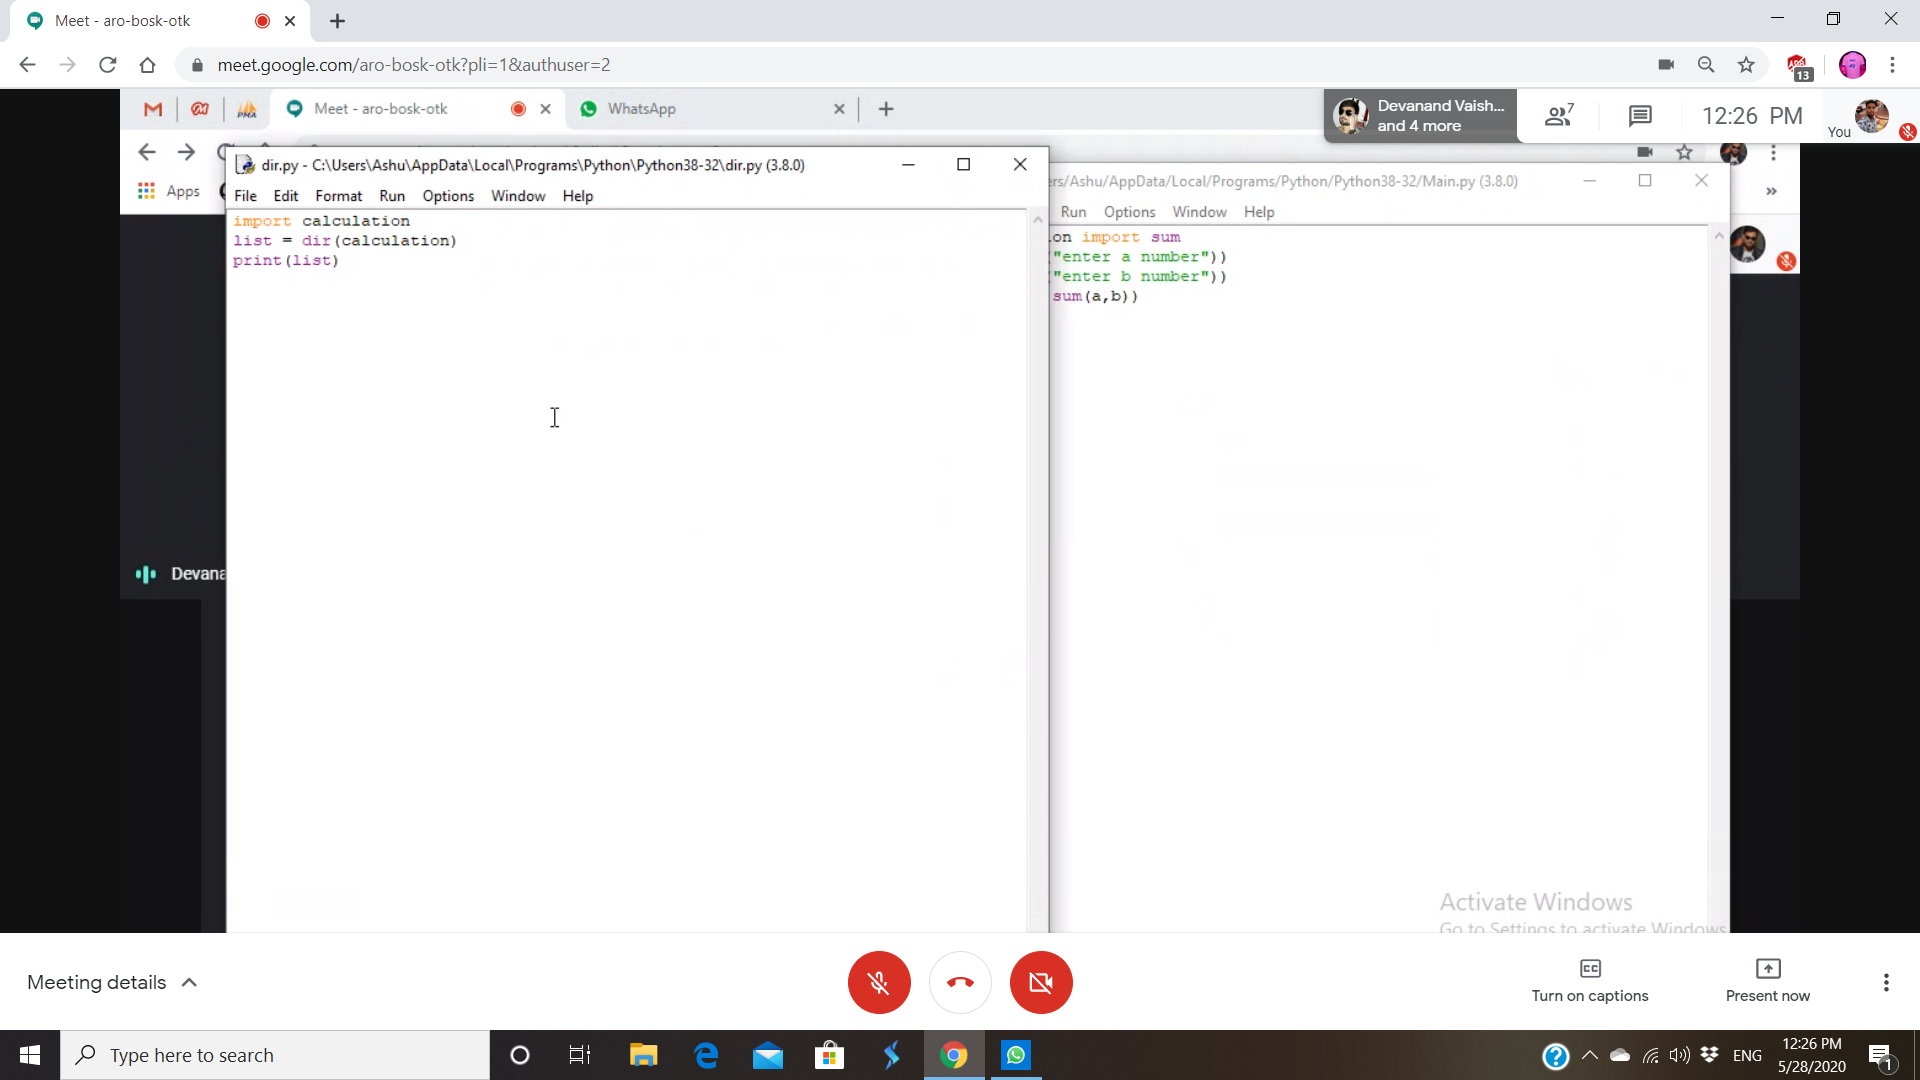 Meet - aro-bosk-otk
meet.google.com/aro-bosk-otk?pli=1&authuser=2
13
PMA
Meet - aro-bosk-otk
WhatsApp
Devanand Vaish...
and 4 more
7
12:26 PM
You
Apps
dir.py - C:\Users\Ashu\AppData\Local\Programs\Python\Python38-32\dir.py (3.8.0)
File Edit Format Run Options Window Help
import calculation
list = dir(calculation)
print(list)
ers/Ashu/AppData/Local/Programs/Python/Python38-32/Main.py (3.8.0)
Run Options Window Help
ion import sum
("enter a number"))
("enter b number"))
sum(a,b))
Devana
Activate Windows
Go to Settings to activate Windows
Meeting details
Turn on captions
Present now
Type here to search
ENG
12:26 PM
5/28/2020
1